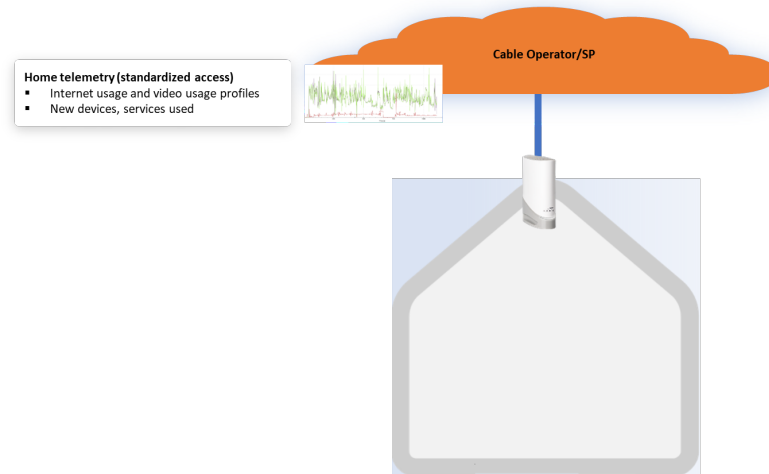 Cable Operator/SP
Home telemetry (standardized access)
▪ Internet usage and video usage profiles
▪ New devices, services used